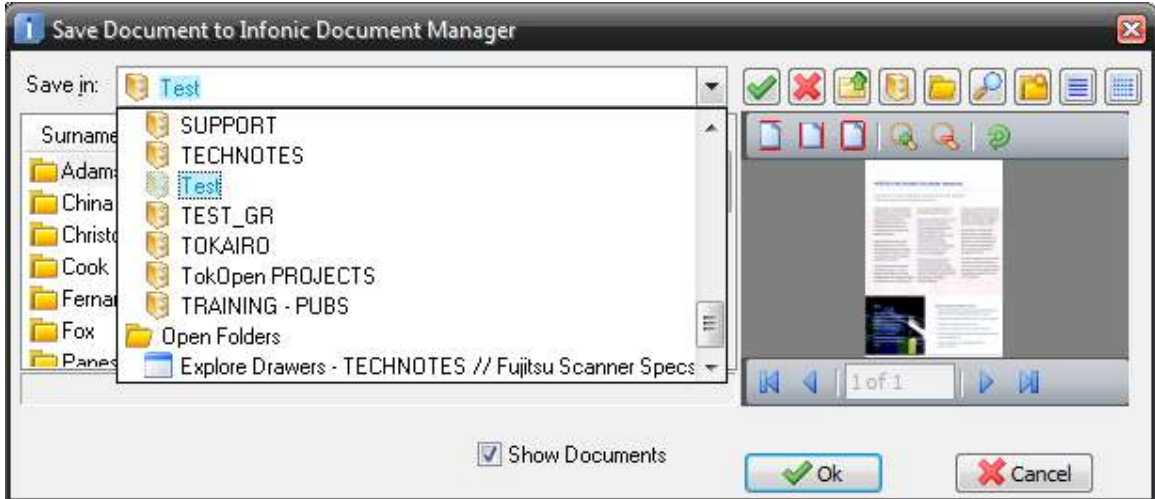 Save Document to Infonic Document Manager
Save in: Test
Surname
SUPPORT
TECHNOTES
Test
TEST_GR
TOKAIRO
TokOpen PROJECTS
TRAINING - PUBS
Open Folders
Explore Drawers - TECHNOTES // Fujitsu Scanner Specs
Adams
China
Christo
Cook
Fernan
Fox
Panes
1 of 1
Show Documents
Ok
Cancel